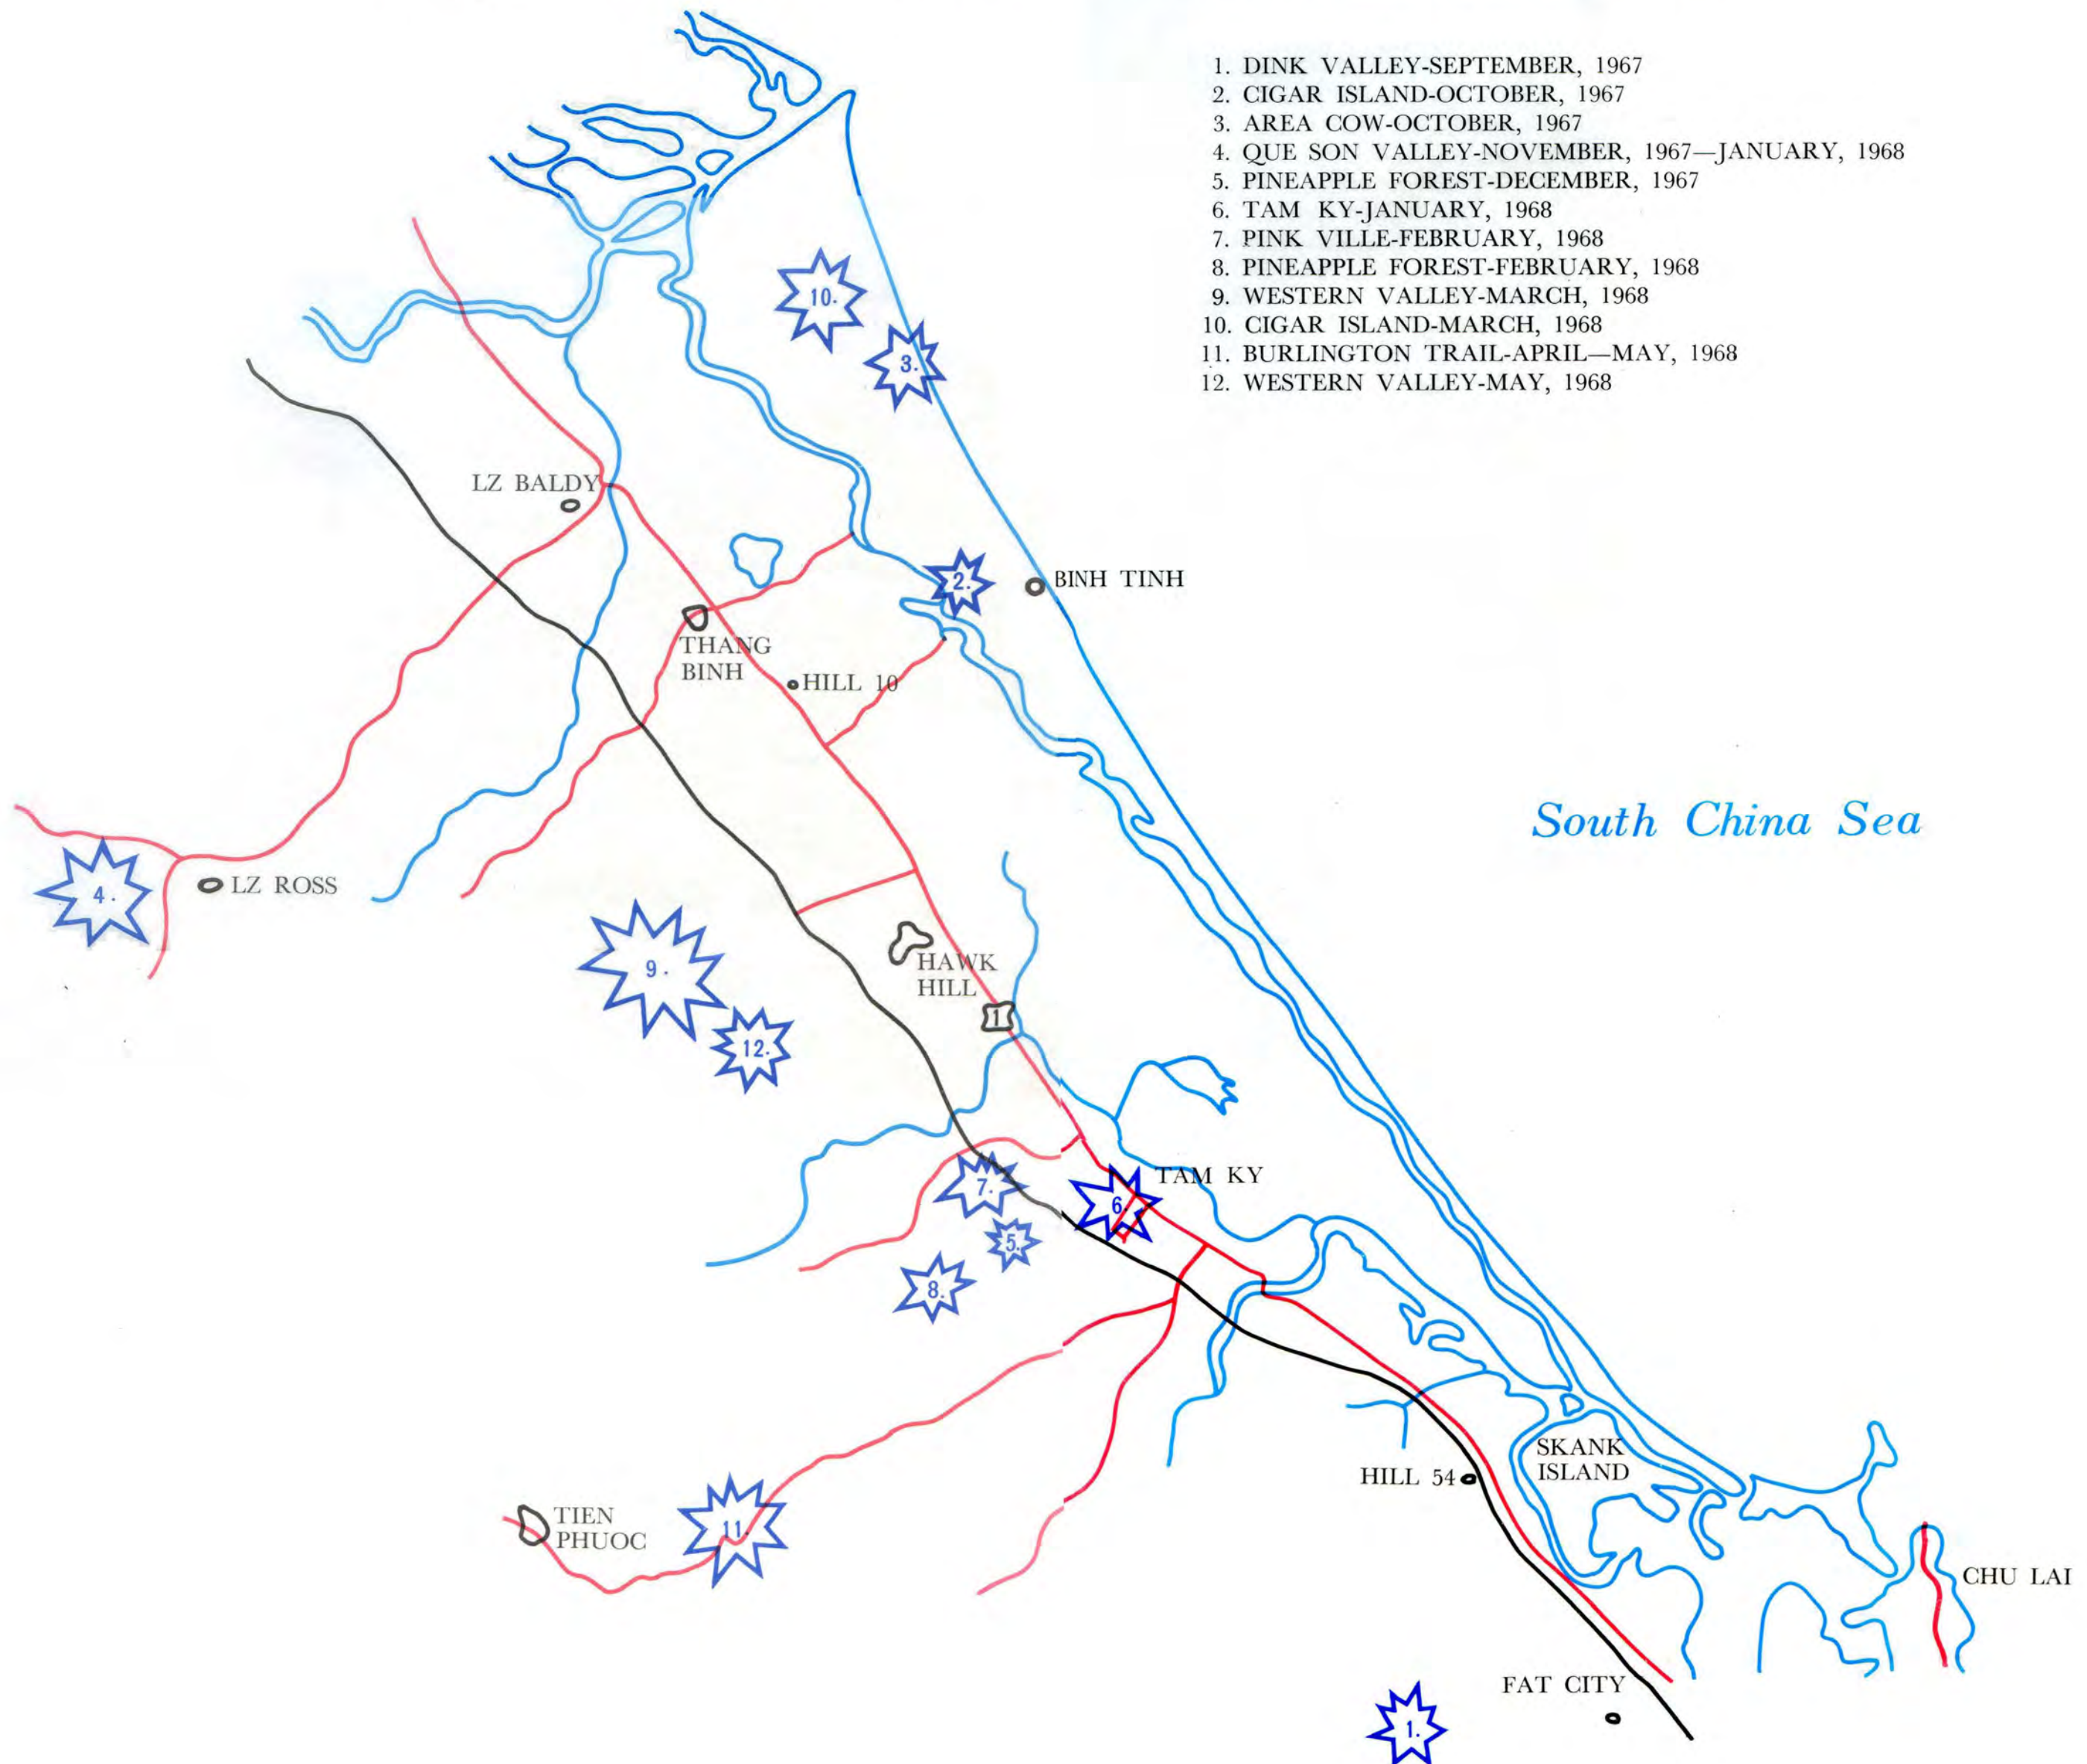 1. DINK VALLEY-SEPTEMBER, 1967
2. CIGAR ISLAND-OCTOBER, 1967
3. AREA COW-OCTOBER, 1967
4. QUE SON VALLEY-NOVEMBER, 1967—JANUARY, 1968
5. PINEAPPLE FOREST-DECEMBER, 1967
6. TAM KY-JANUARY, 1968
7. PINK VILLE-FEBRUARY, 1968
8. PINEAPPLE FOREST-FEBRUARY, 1968
9. WESTERN VALLEY-MARCH, 1968
10. CIGAR ISLAND-MARCH, 1968
11. BURLINGTON TRAIL-APRIL—MAY, 1968
12. WESTERN VALLEY-MAY, 1968
10.
3.
LZ BALDY
2.
BINH TINH
THANG
BINH
HILL 10
South China Sea
4.
LZ ROSS
9.
HAWK
HILL
1
12.
TAM KY
7.
6.
5.
8.
SKANK
ISLAND
HILL 54
TIEN
PHUOC
11.
CHU LAI
FAT CITY
1.